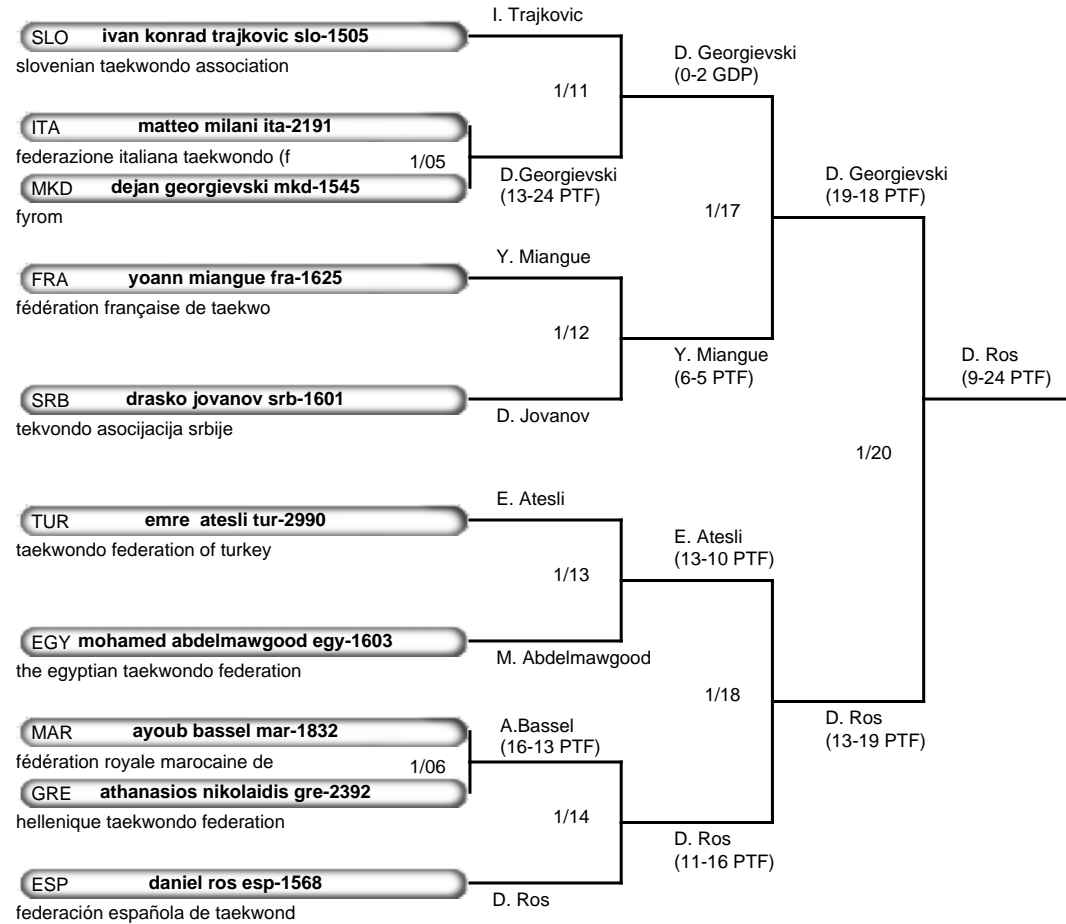 I. Trajkovic
SLO ivan konrad trajkovic slo-1505
slovenian taekwondo association
D. Georgievski
(0-2 GDP)
1/11
ITA matteo milani ita-2191
federazione italiana taekwondo (f
1/05
MKD dejan georgievski mkd-1545
fyrom
D.Georgievski
(13-24 PTF)
D. Georgievski
(19-18 PTF)
1/17
Y. Miangue
FRA yoann miangue fra-1625
fédération française de taekwo
1/12
Y. Miangue
(6-5 PTF)
D. Ros
(9-24 PTF)
SRB drasko jovanov srb-1601
tekvondo asocijacija srbije
D. Jovanov
1/20
E. Atesli
TUR emre atesli tur-2990
taekwondo federation of turkey
E. Atesli
(13-10 PTF)
1/13
EGY mohamed abdelmawgood egy-1603
the egyptian taekwondo federation
M. Abdelmawgood
1/18
D. Ros
(13-19 PTF)
MAR ayoub bassel mar-1832
fédération royale marocaine de
A.Bassel
(16-13 PTF)
1/06
GRE athanasios nikolaidis gre-2392
hellenique taekwondo federation
1/14
D. Ros
(11-16 PTF)
ESP daniel ros esp-1568
federación española de taekwond
D. Ros